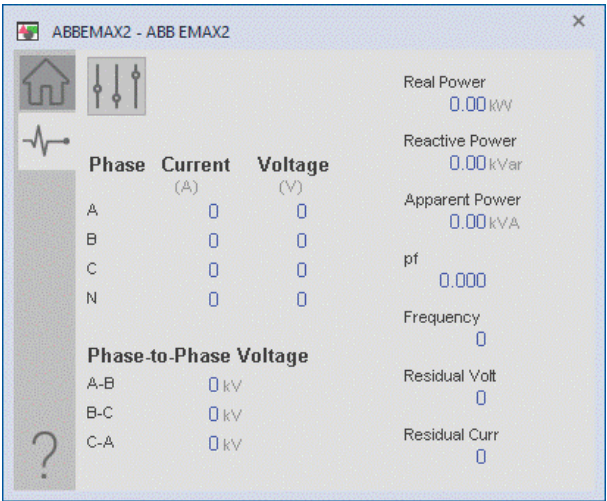 ABBEMAX2 - ABB EMAX2
Phase Current Voltage
(A) (V)
A 0 0
B 0 0
C 0 0
N 0 0
Phase-to-Phase Voltage
A-B 0 kV
B-C 0 kV
C-A 0 kV
?
Real Power
0.00 kW
Reactive Power
0.00 kVar
Apparent Power
0.00 kVA
pf
0.000
Frequency
0
Residual Volt
0
Residual Curr
0